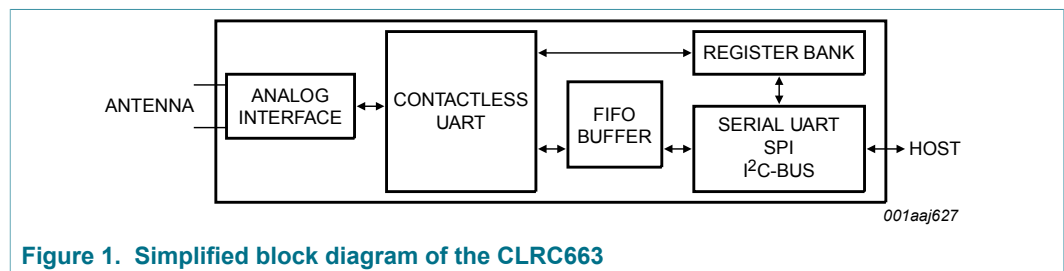 ANTENNA
ANALOG
INTERFACE
CONTACTLESS
UART
FIFO
BUFFER
REGISTER BANK
SERIAL UART
SPI
I²C-BUS
HOST
001aaj627
Figure 1. Simplified block diagram of the CLRC663